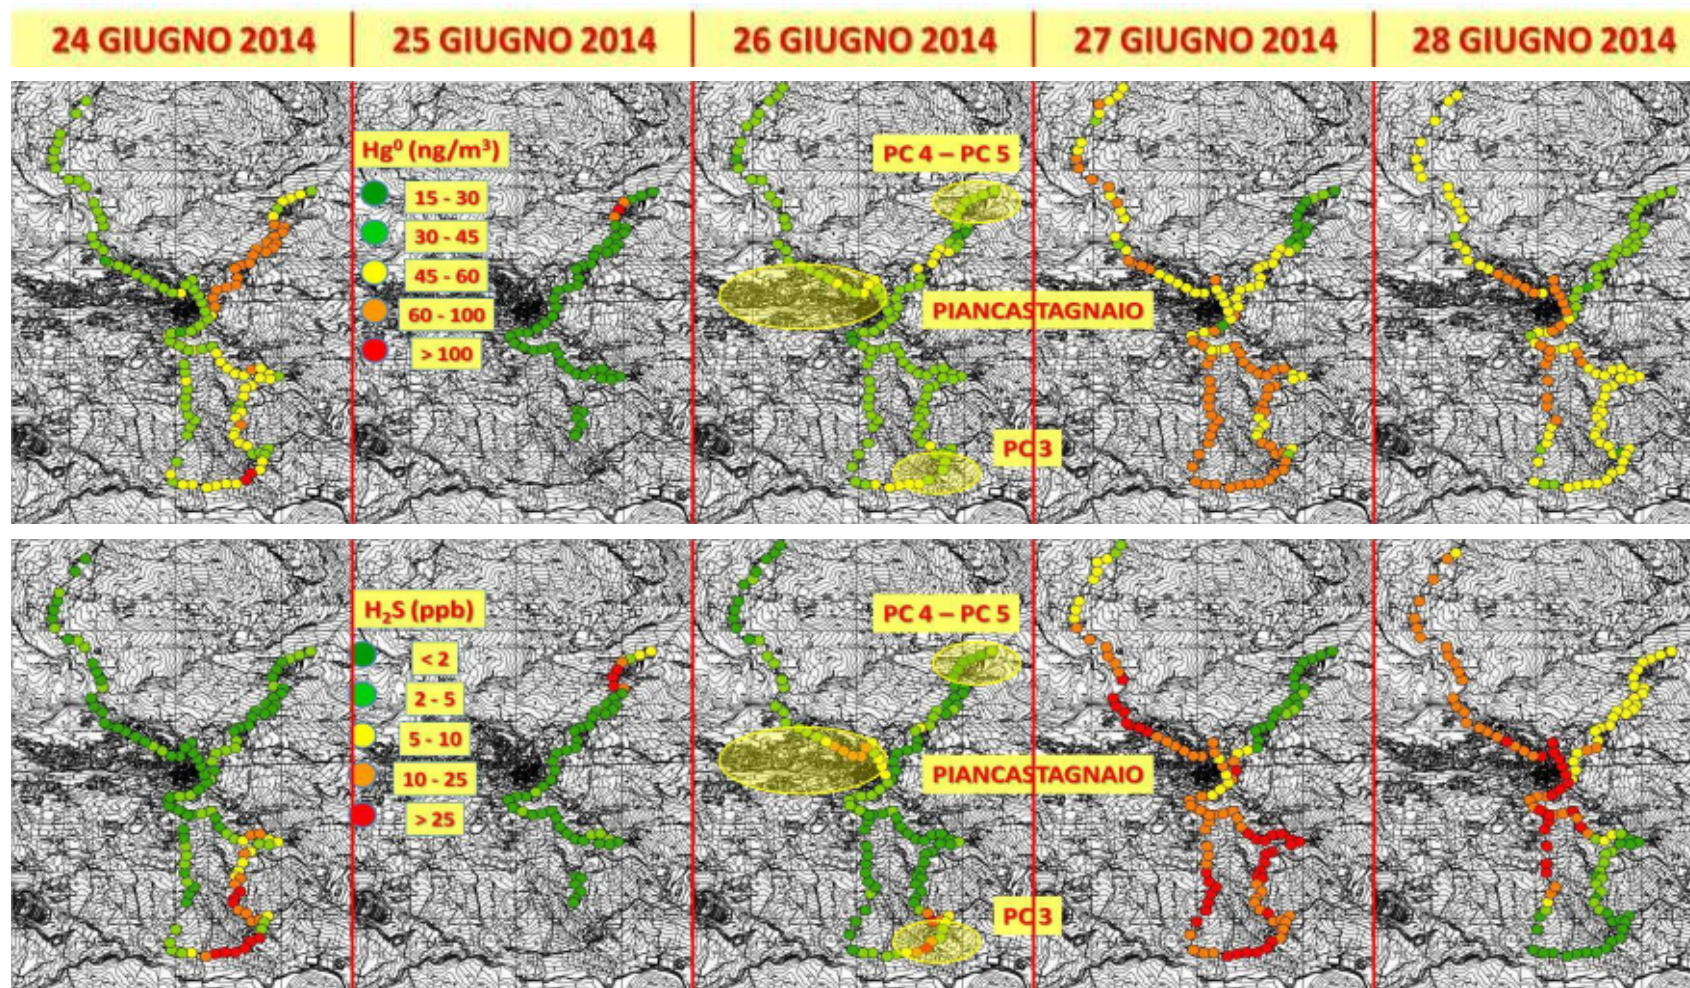 24 GIUGNO 2014
25 GIUGNO 2014
26 GIUGNO 2014
27 GIUGNO 2014
28 GIUGNO 2014
Hg⁰ (ng/m³)
15 - 30
30 - 45
45 - 60
60 - 100
> 100
PC 4 – PC 5
PIANCASTAGNAIO
PC 3
H₂S (ppb)
< 2
2 - 5
5 - 10
10 - 25
> 25
PC 4 – PC 5
PIANCASTAGNAIO
PC 3